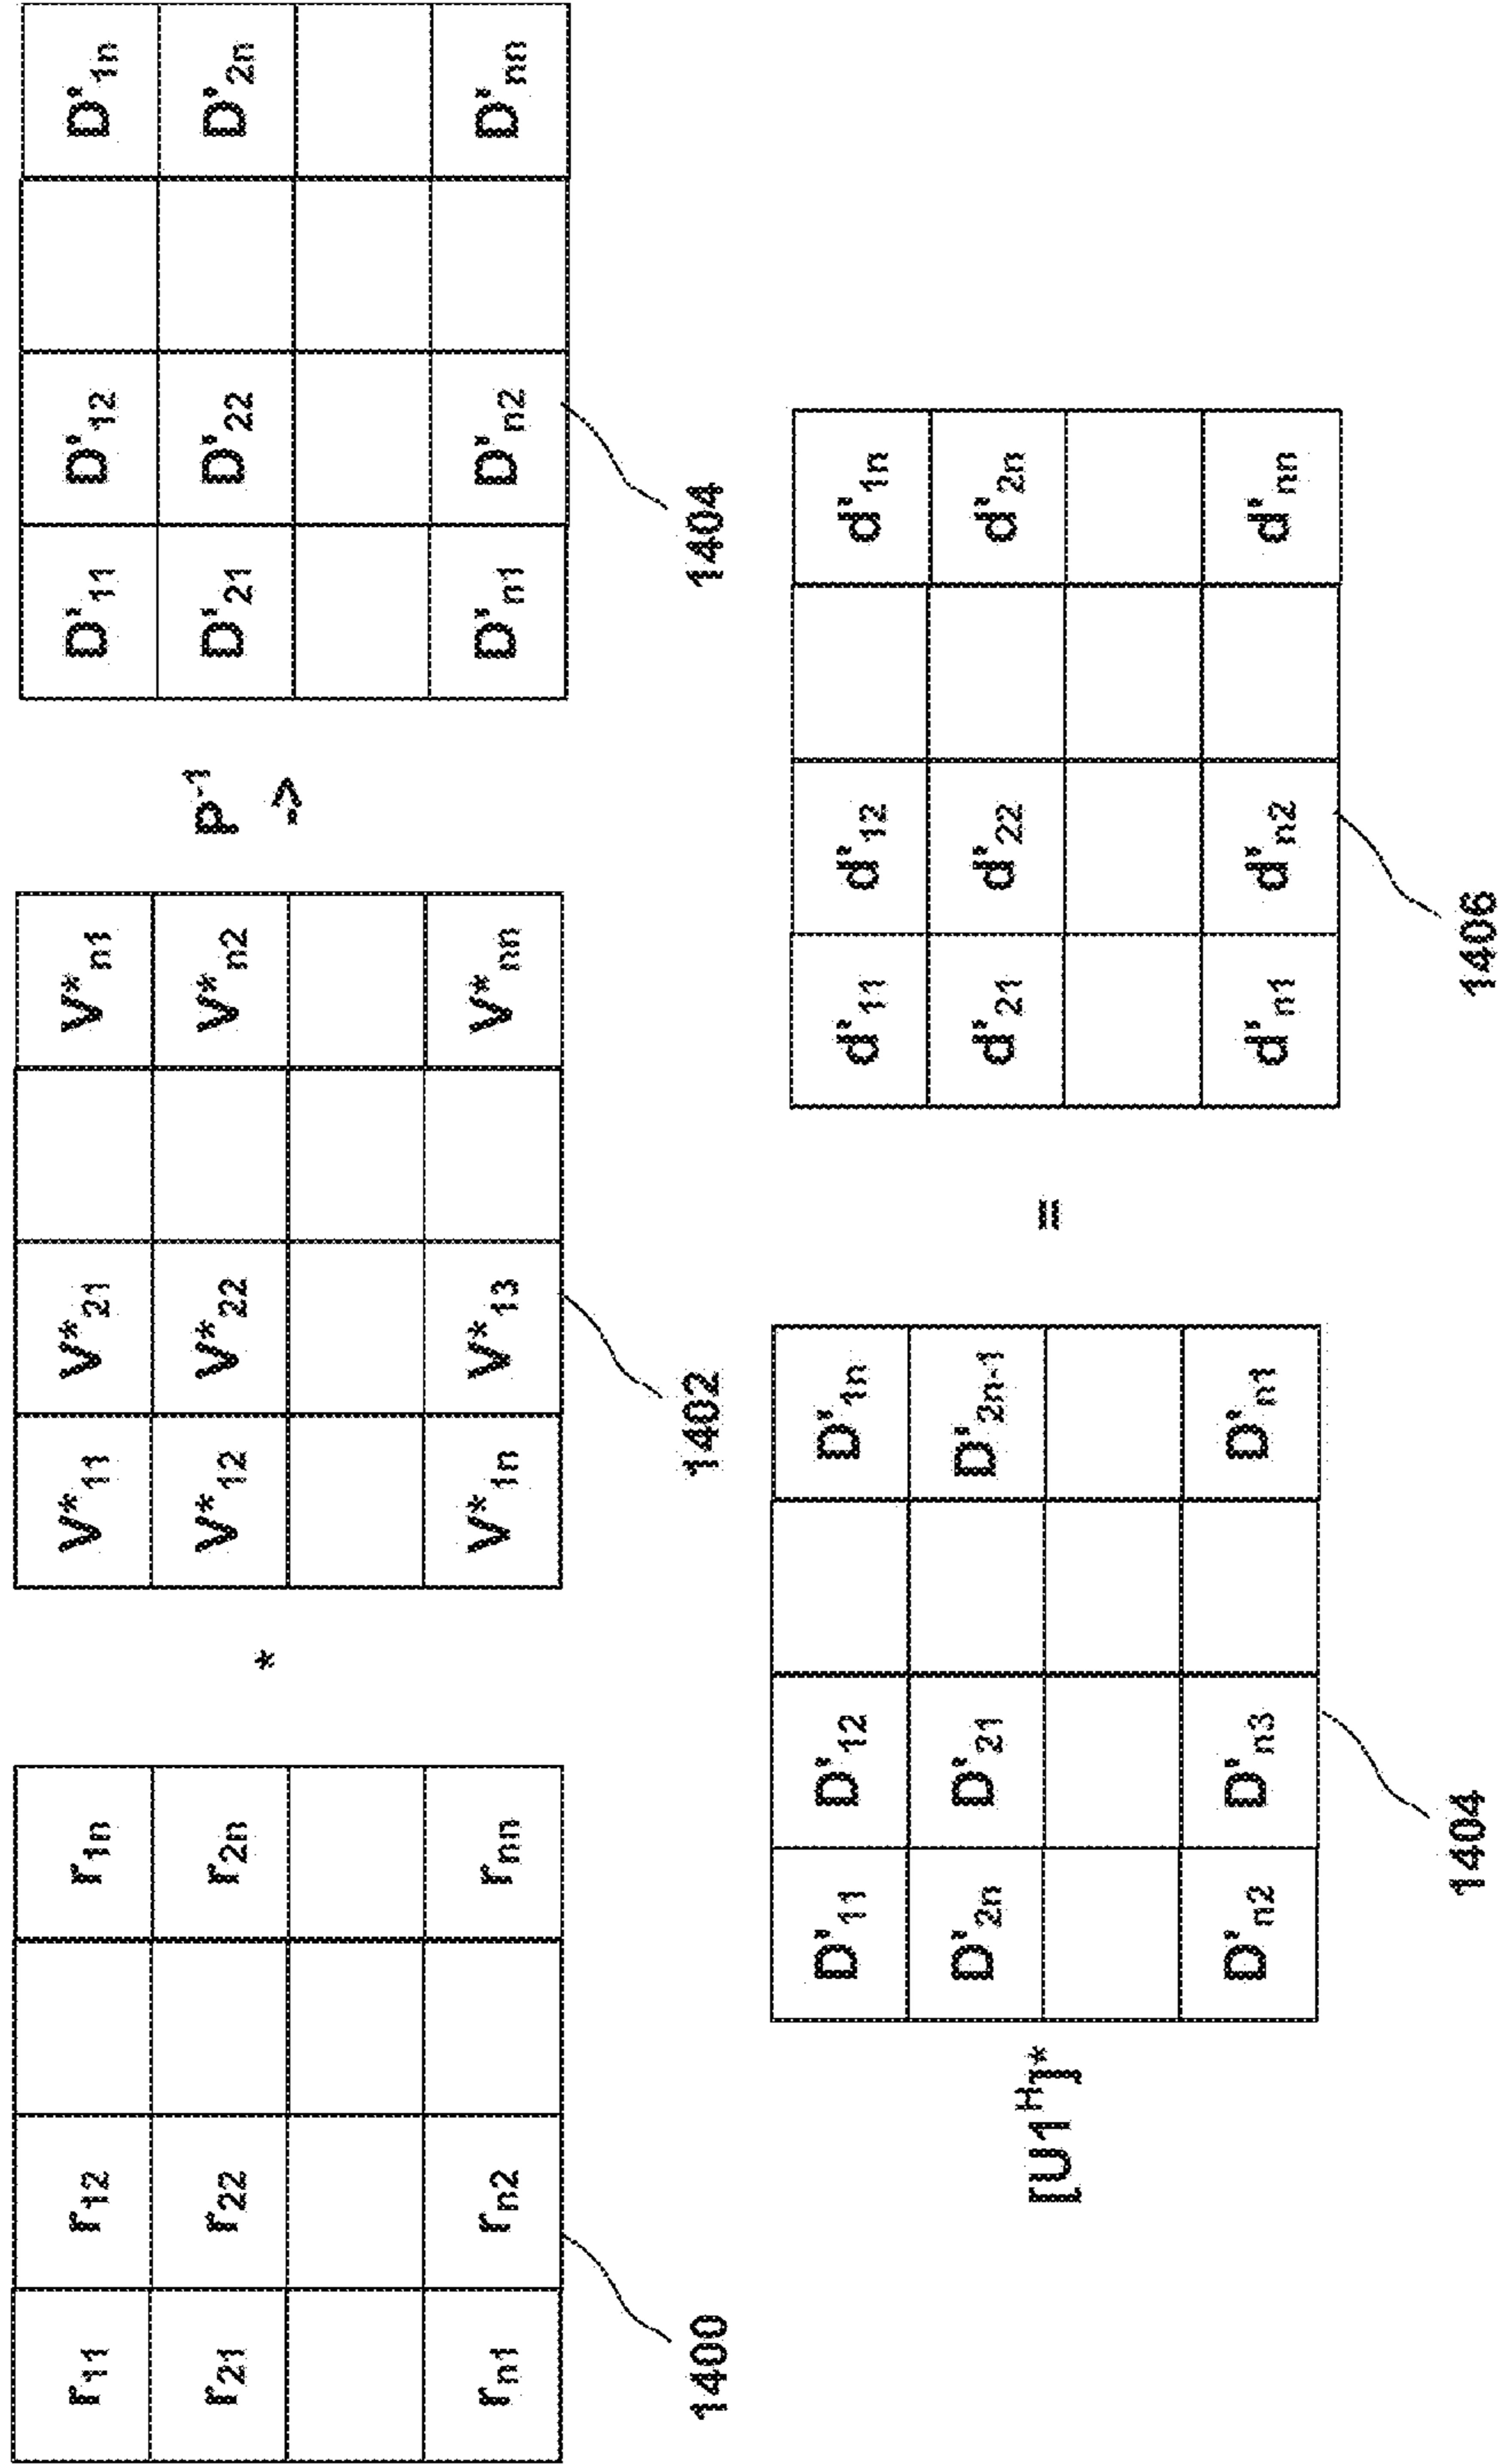 r11 r12 r1n
r21 r22 r2n
rn1 rn2 rnn
1400
*
V*11 V*21 V*n1
V*12 V*22 V*n2
V*1n V*13 V*nn
1402
P-1
->
D'11 D'12 D'1n
D'21 D'22 D'2n
D'n1 D'n2 D'nn
1404
[U1H]*
D'11 D'12 D'1n
D'2n D'21 D'2n-1
D'n2 D'n3 D'n1
1404
=
d'11 d'12 d'1n
d'21 d'22 d'2n
d'n1 d'n2 d'nn
1406